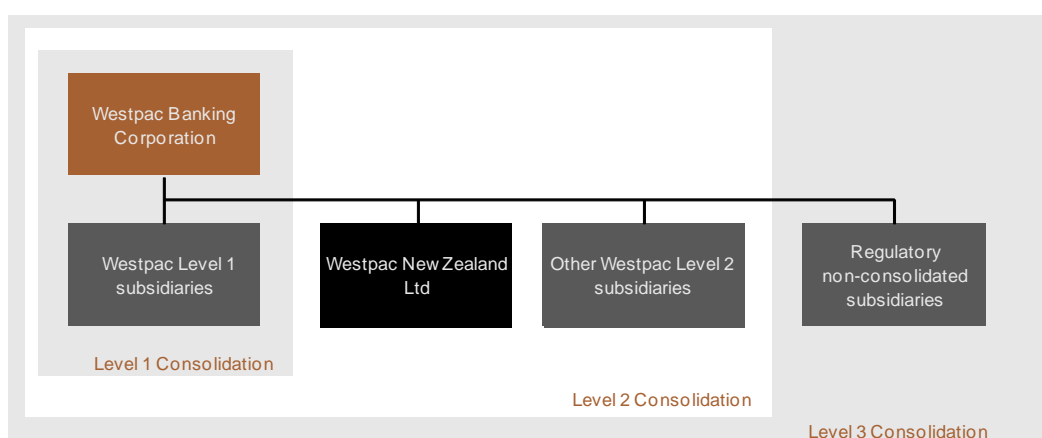 Westpac Banking
Corporation
Westpac Level 1
subsidiaries
Westpac New Zealand
Ltd
Other Westpac Level 2
subsidiaries
Regulatory
non-consolidated
subsidiaries
Level 1 Consolidation
Level 2 Consolidation
Level 3 Consolidation